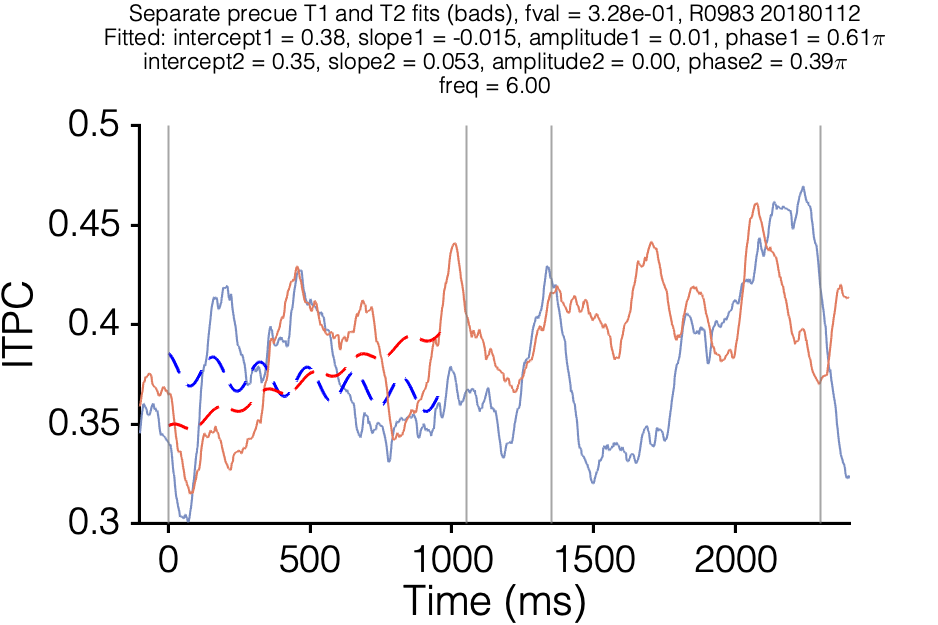 Separate precue T1 and T2 fits (bads), fval = 3.28e-01, R0983 20180112
Fitted: intercept1 = 0.38, slope1 = -0.015, amplitude1 = 0.01, phase1 = 0.61π
intercept2 = 0.35, slope2 = 0.053, amplitude2 = 0.00, phase2 = 0.39π
freq = 6.00
0.5
0.45
0.4
0.35
0.3
ITPC
0 500 1000 1500 2000
Time (ms)